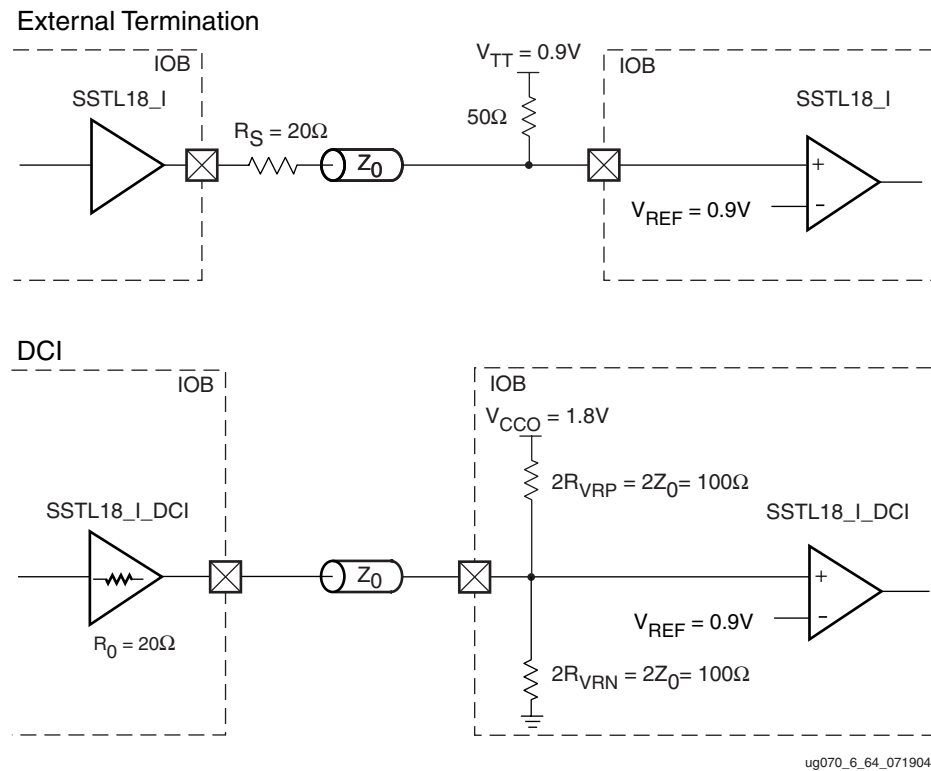 External Termination
IOB
SSTL18_I
R_S = 20Ω
Z_0
V_TT = 0.9V
50Ω
IOB
SSTL18_I
+
–
V_REF = 0.9V
DCI
IOB
SSTL18_I_DCI
R_0 = 20Ω
Z_0
IOB
V_CCO = 1.8V
2R_VRP = 2Z_0= 100Ω
SSTL18_I_DCI
+
–
V_REF = 0.9V
2R_VRN = 2Z_0= 100Ω
ug070_6_64_071904